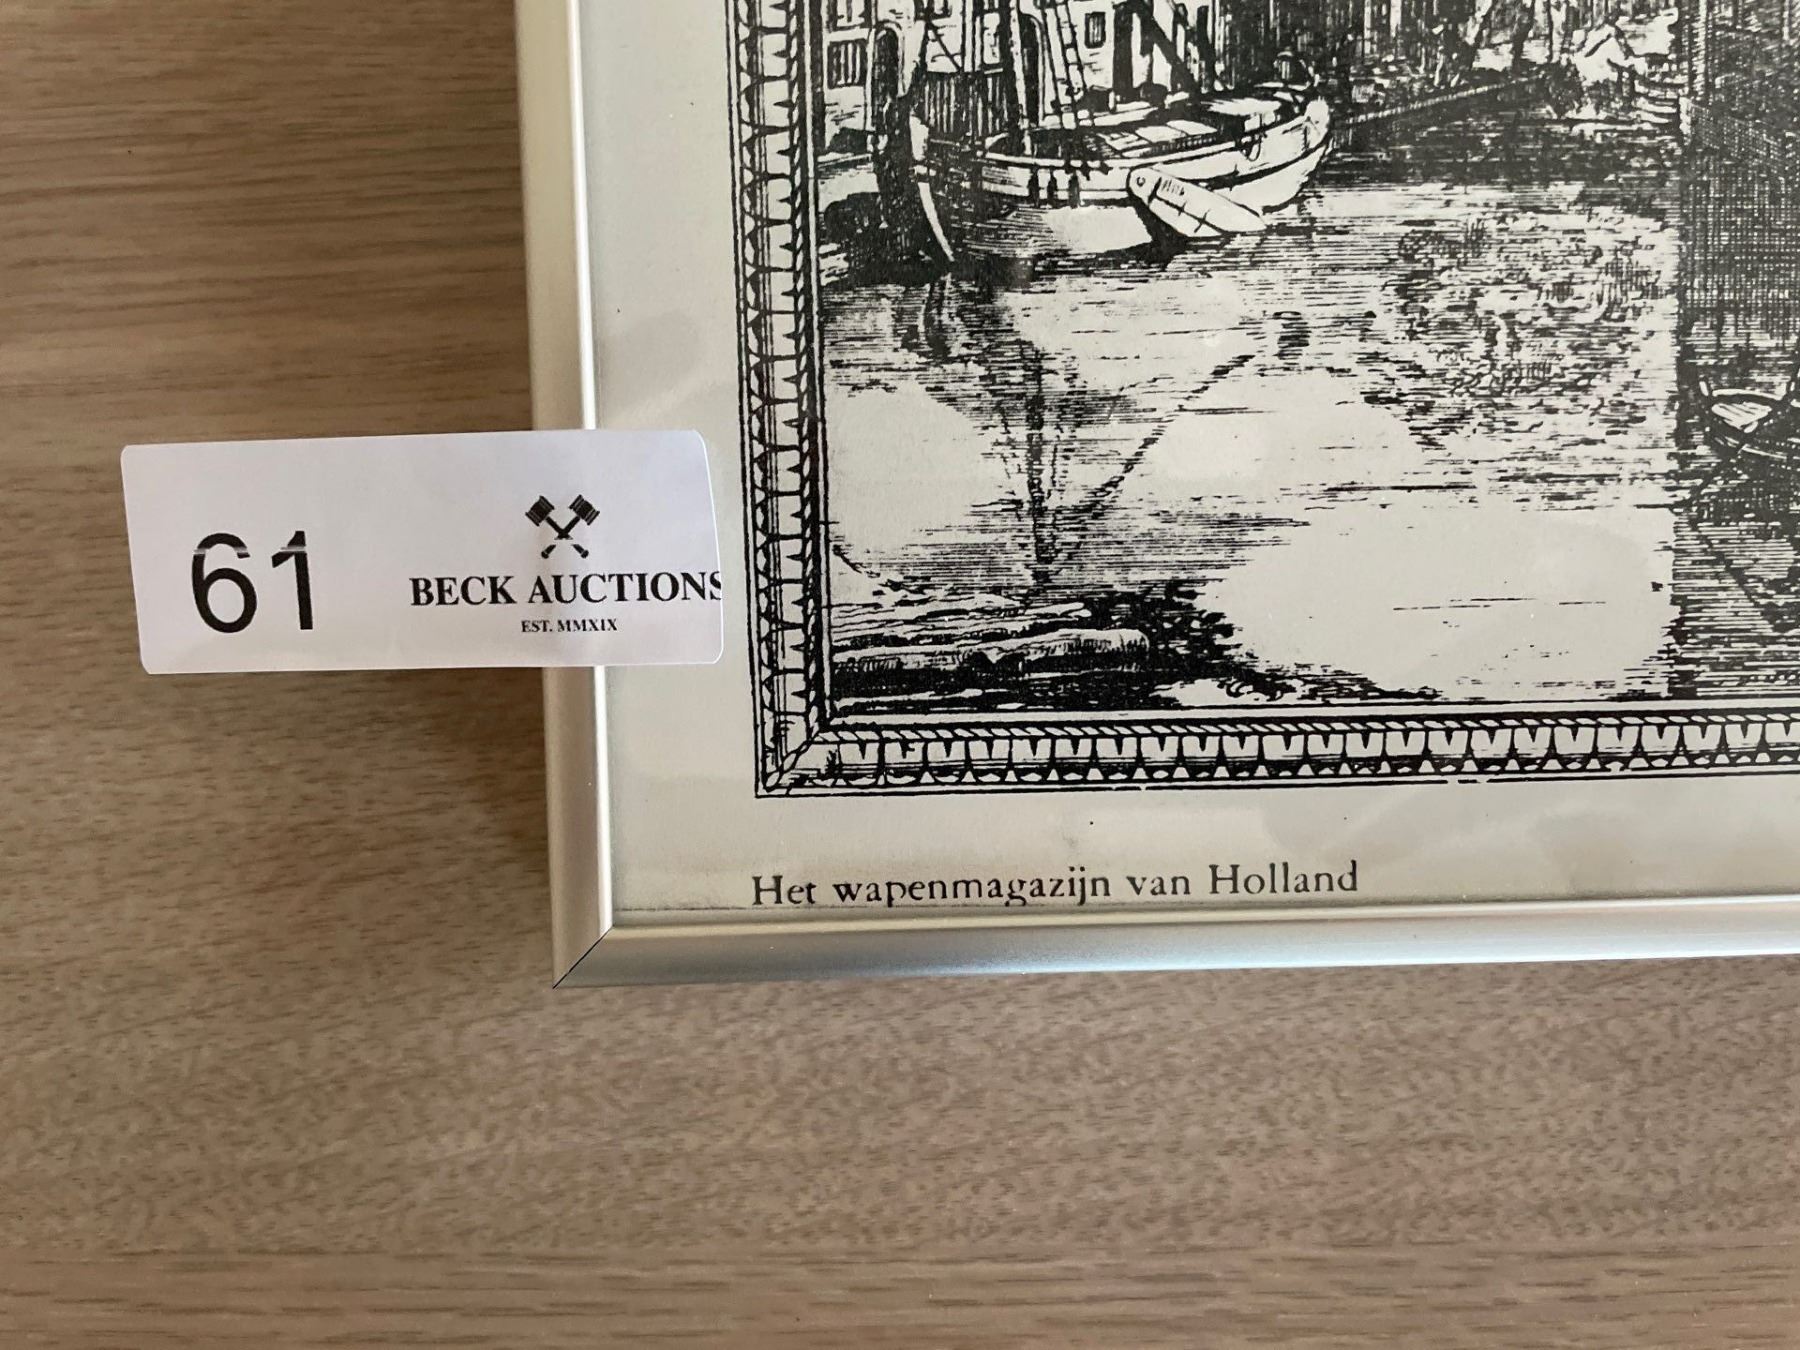 61
BECK AUCTIONS
EST. MMXIX
Het wapenmagazijn van Holland